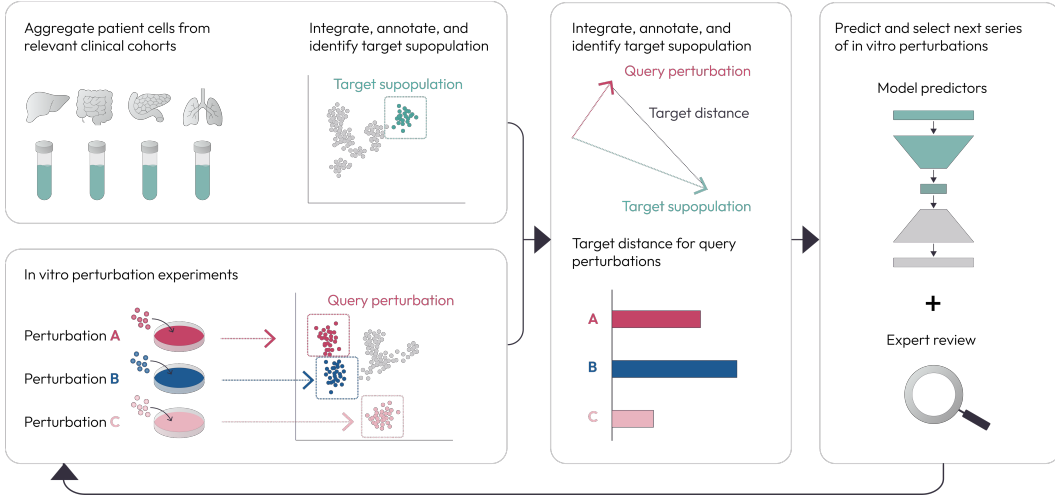 Aggregate patient cells from
relevant clinical cohorts
Integrate, annotate, and
identify target supopulation
Target supopulation
In vitro perturbation experiments
Query perturbation
Perturbation A
Perturbation B
Perturbation C
Integrate, annotate, and
identify target supopulation
Query perturbation
Target distance
Target supopulation
Target distance for query
perturbations
A
B
C
Predict and select next series
of in vitro perturbations
Model predictors
+
Expert review